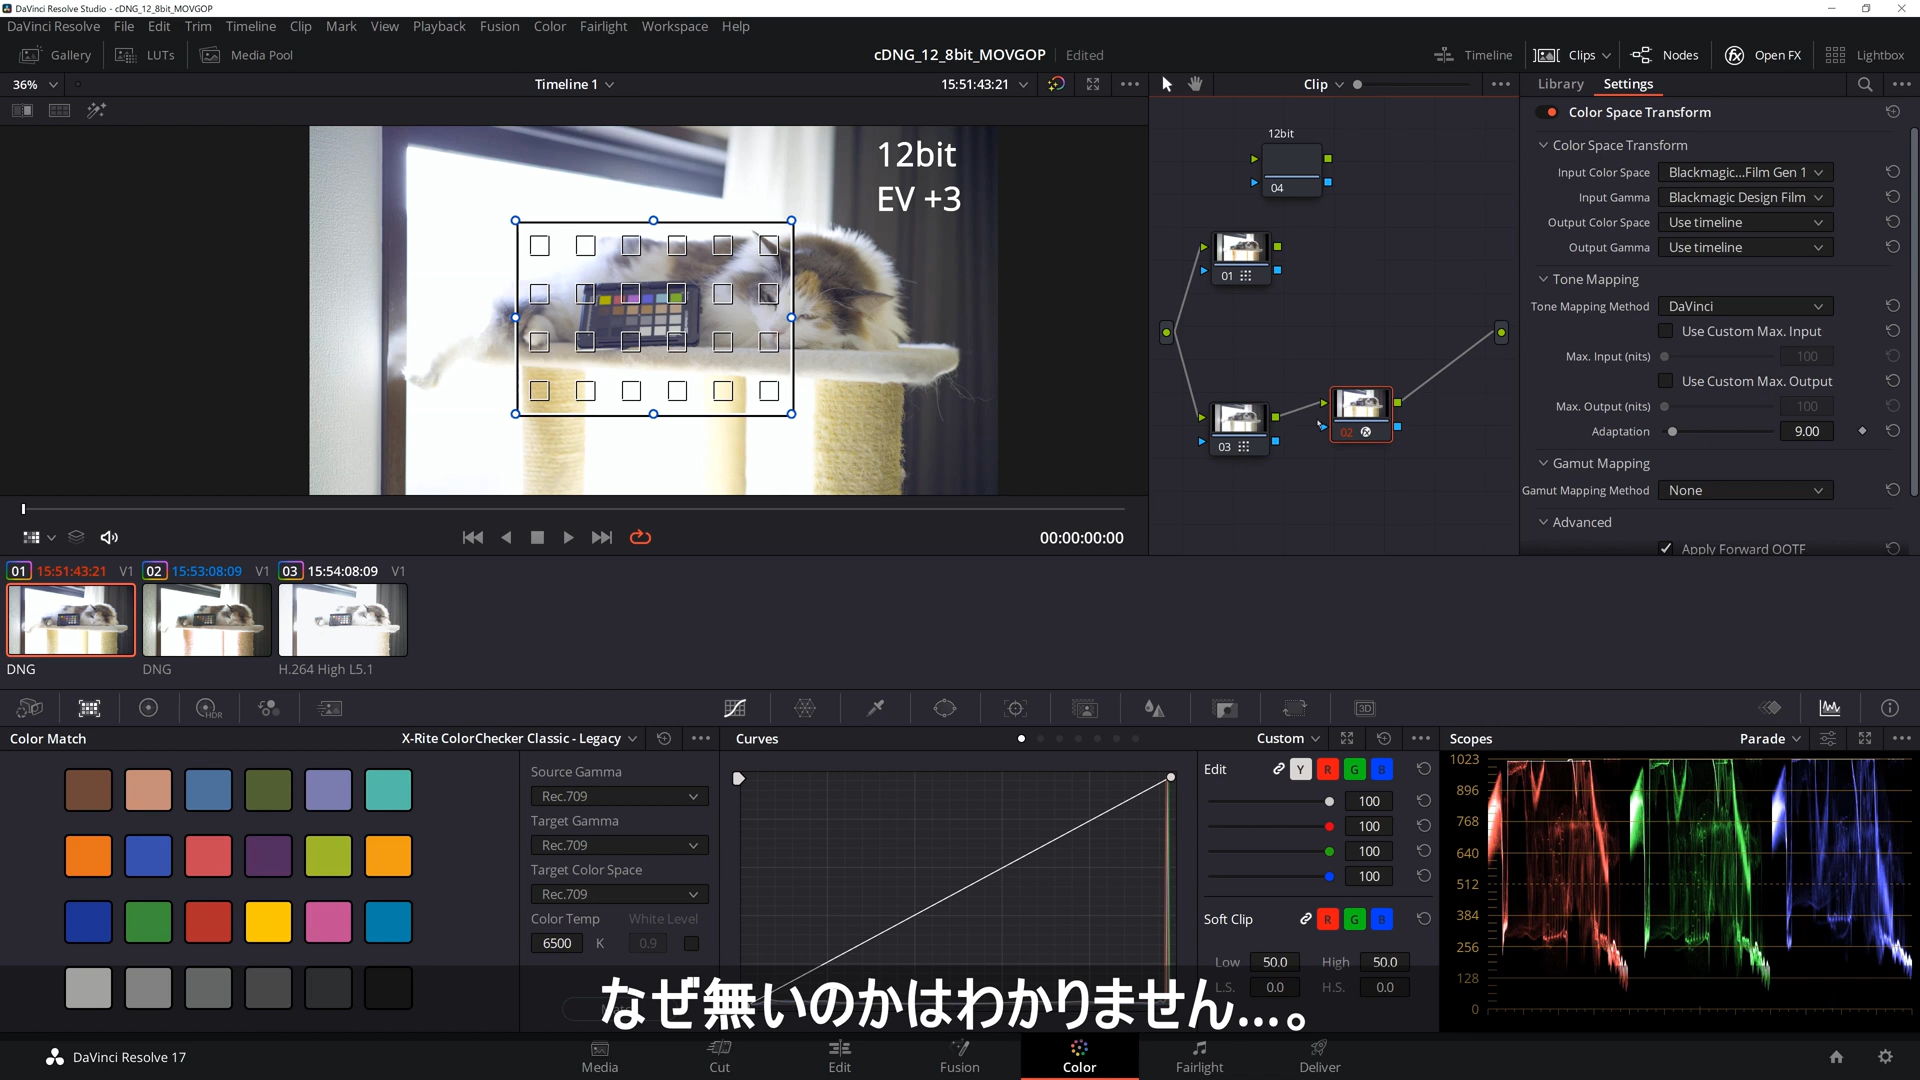 DaVinci Resolve Studio - cDNG_12_8bit_MOVGOP
DaVinci Resolve File Edit Trim Timeline Clip Mark View Playback Fusion Color Fairlight Workspace Help
Gallery LUTs Media Pool cDNG_12_8bit_MOVGOP Edited Timeline Clips Nodes Open FX Lightbox
36% Timeline 1 15:51:43:21 Clip Library Settings
Color Space Transform
12bit
EV +3
12bit
04
01
03
02
Color Space Transform
Input Color Space Blackmagic...Film Gen 1
Input Gamma Blackmagic Design Film
Output Color Space Use timeline
Output Gamma Use timeline
Tone Mapping
Tone Mapping Method DaVinci
Use Custom Max. Input
Max. Input (nits) 100
Use Custom Max. Output
Max. Output (nits) 100
Adaptation 9.00
Gamut Mapping
Gamut Mapping Method None
Advanced
Apply Forward OOTF
00:00:00:00
01 15:51:43:21 V1 02 15:53:08:09 V1 03 15:54:08:09 V1
DNG DNG H.264 High L5.1
HDR 3D
Color Match X-Rite ColorChecker Classic - Legacy Curves Custom Scopes Parade
Source Gamma
Rec.709
Target Gamma
Rec.709
Target Color Space
Rec.709
Color Temp White Level
6500 K 0.9
Edit Y R G B
100
100
100
100
Soft Clip R G B
Low 50.0 High 50.0
L.S. 0.0 H.S. 0.0
1023
896
768
640
512
384
256
128
0
なぜ無いのかはわかりません…。
DaVinci Resolve 17 Media Cut Edit Fusion Color Fairlight Deliver